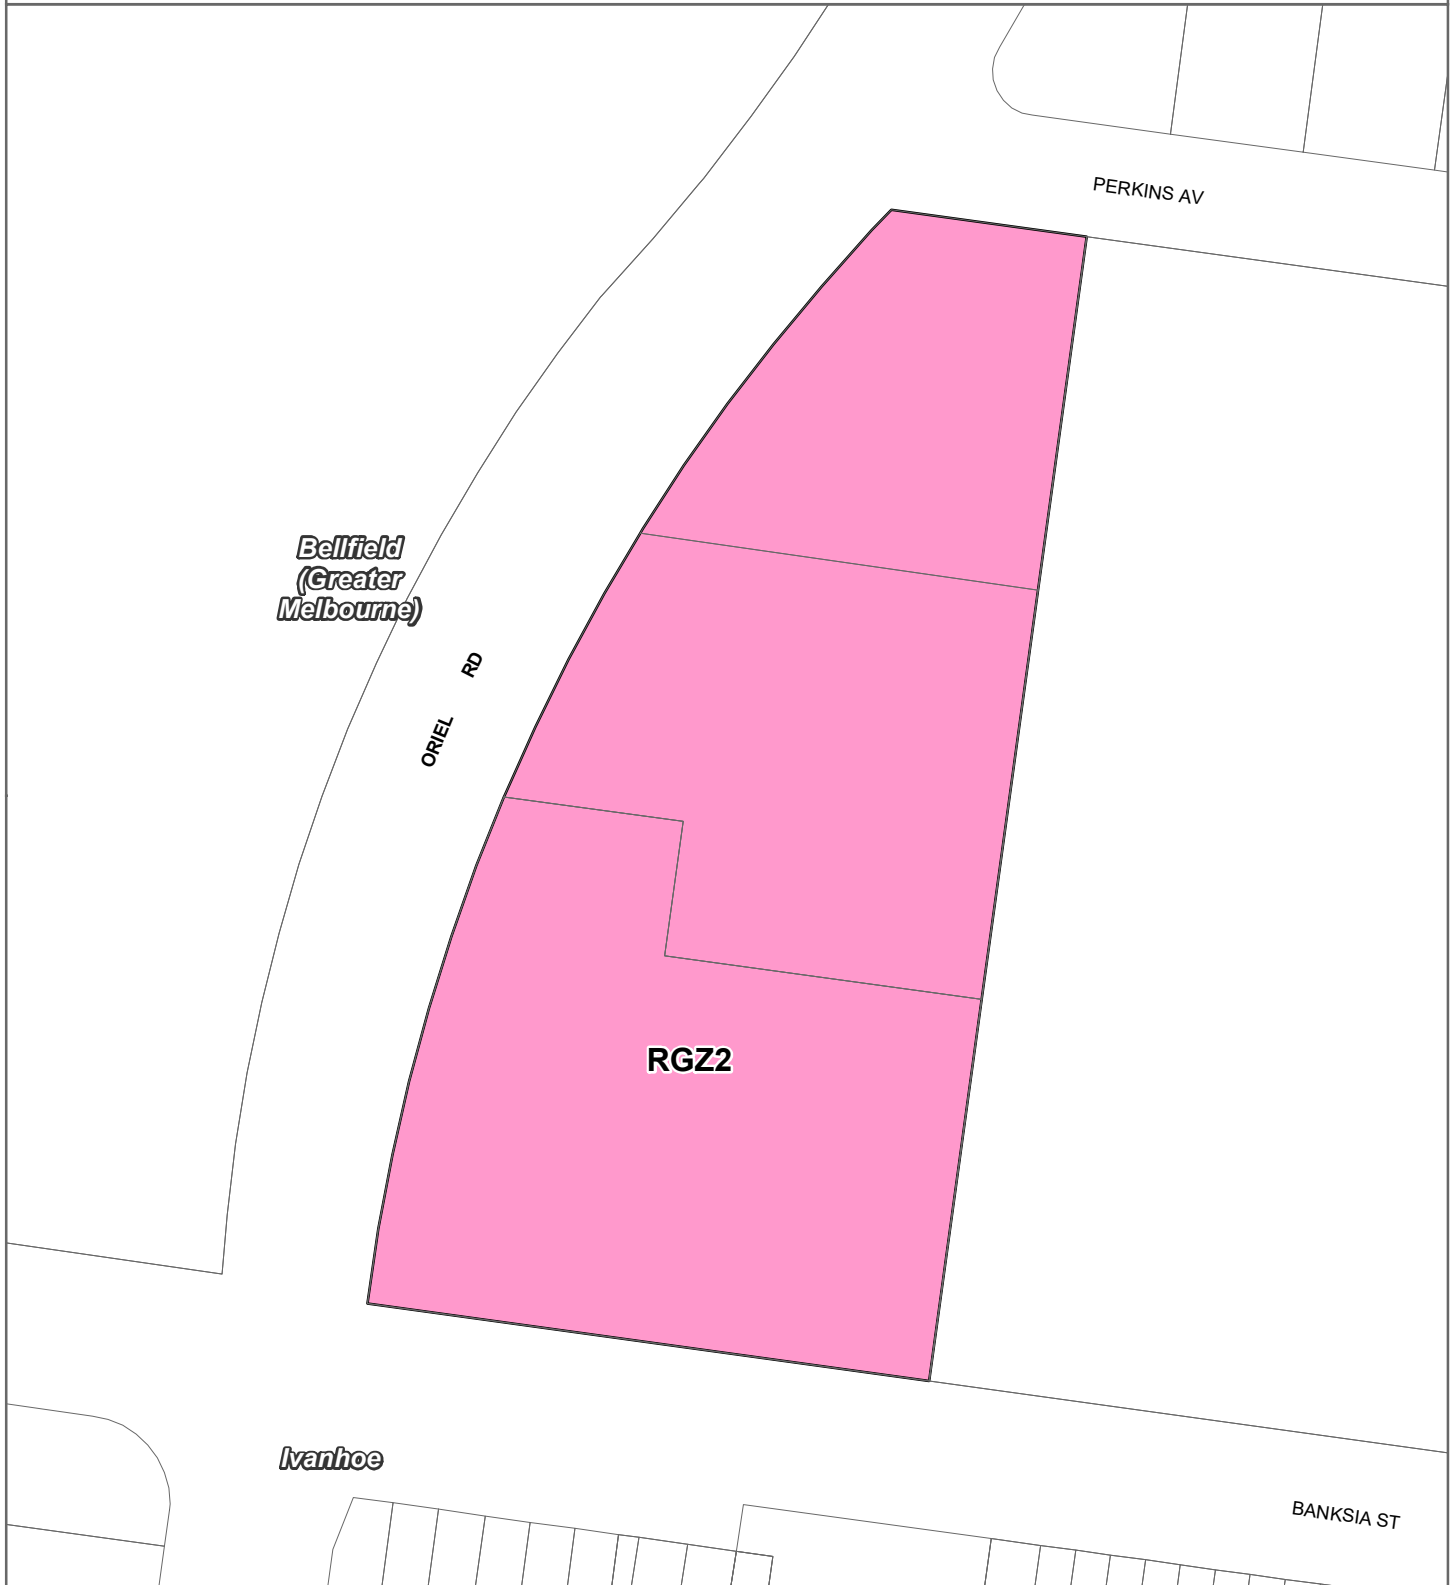 PERKINS AV
Bellfield
(Greater
Melbourne)
ORIEL RD
RGZ2
Ivanhoe
BANKSIA ST